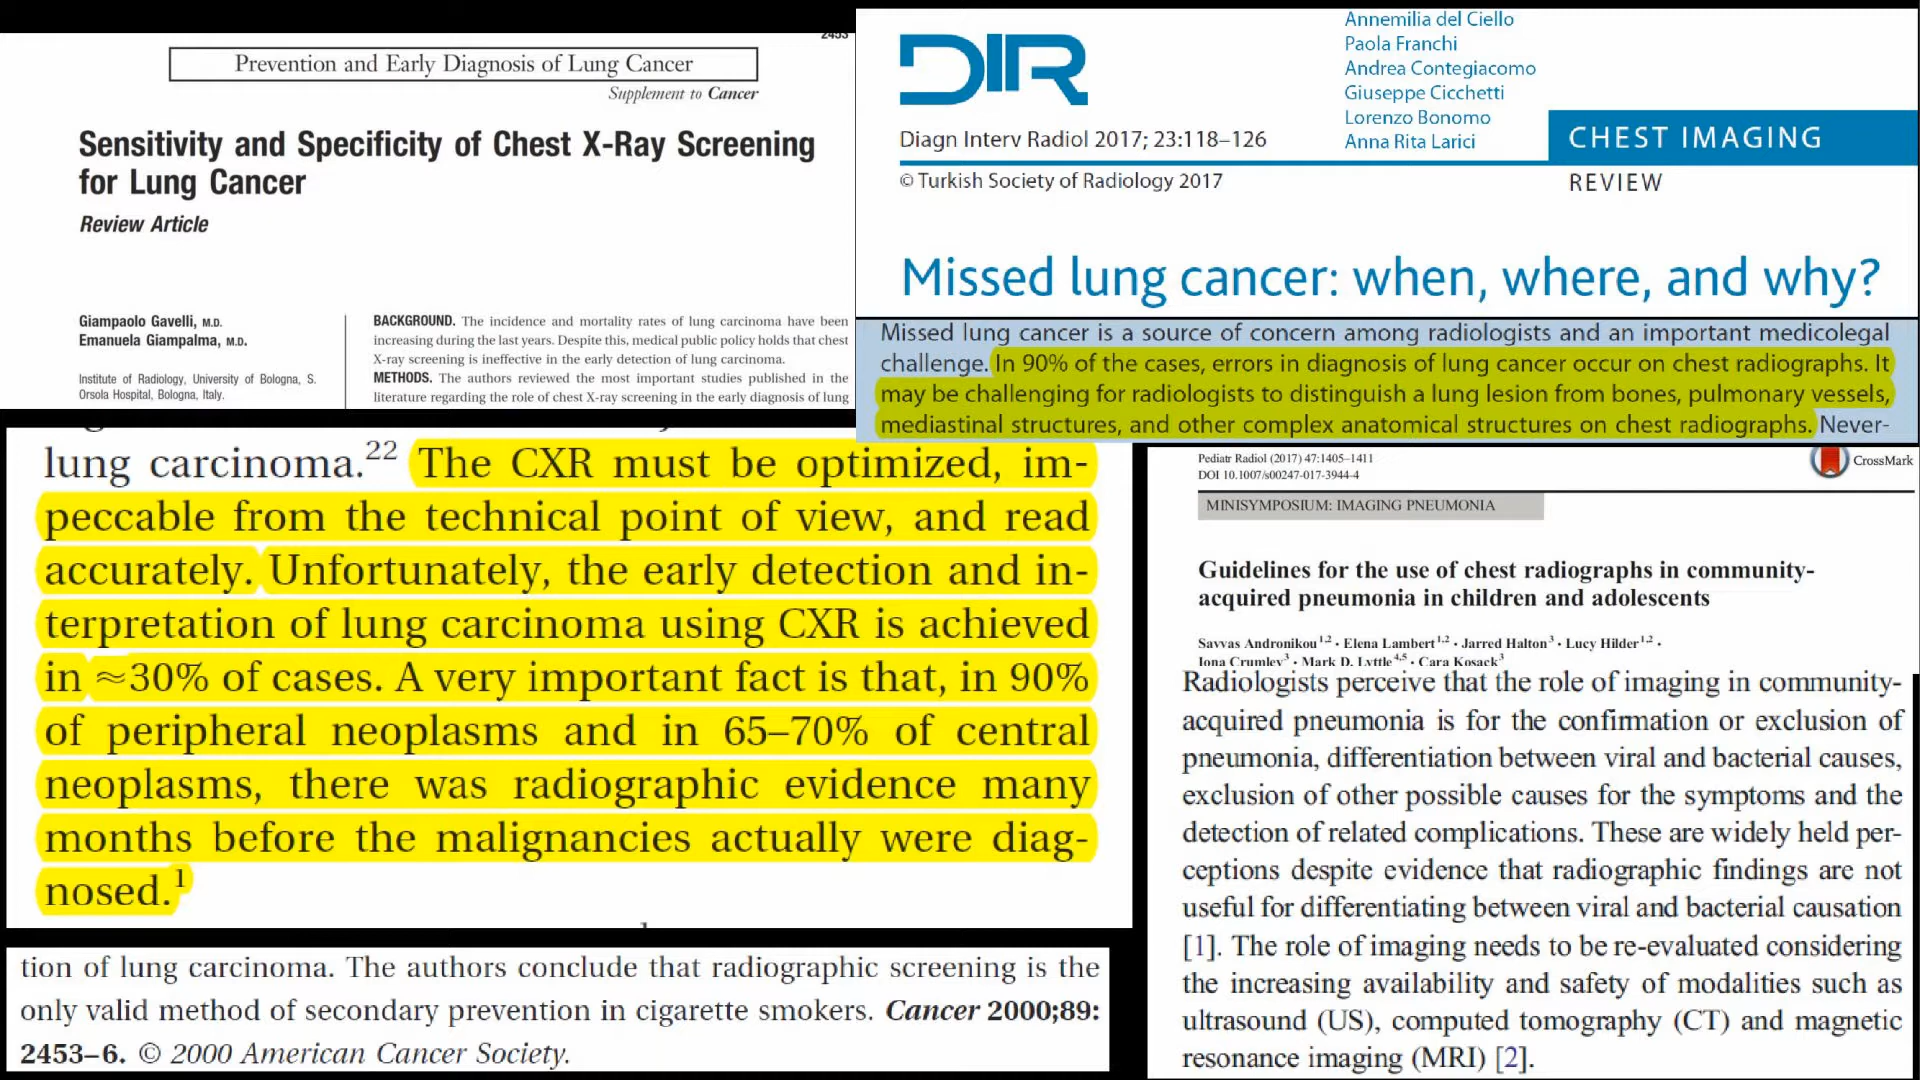 2453
Prevention and Early Diagnosis of Lung Cancer
Supplement to Cancer
Sensitivity and Specificity of Chest X-Ray Screening
for Lung Cancer
Review Article
Giampaolo Gavelli, M.D.
Emanuela Giampalma, M.D.
Institute of Radiology, University of Bologna, S.
Orsola Hospital, Bologna, Italy.
BACKGROUND. The incidence and mortality rates of lung carcinoma have been
increasing during the last years. Despite this, medical public policy holds that chest
X-ray screening is ineffective in the early detection of lung carcinoma.
METHODS. The authors reviewed the most important studies published in the
literature regarding the role of chest X-ray screening in the early diagnosis of lung
DIR
Annemilia del Ciello
Paola Franchi
Andrea Contegiacomo
Giuseppe Cicchetti
Lorenzo Bonomo
Anna Rita Larici
Diagn Interv Radiol 2017; 23:118–126
© Turkish Society of Radiology 2017
CHEST IMAGING
REVIEW
Missed lung cancer: when, where, and why?
Missed lung cancer is a source of concern among radiologists and an important medicolegal
challenge. In 90% of the cases, errors in diagnosis of lung cancer occur on chest radiographs. It
may be challenging for radiologists to distinguish a lung lesion from bones, pulmonary vessels,
mediastinal structures, and other complex anatomical structures on chest radiographs. Never-
lung carcinoma.22 The CXR must be optimized, im-
peccable from the technical point of view, and read
accurately. Unfortunately, the early detection and in-
terpretation of lung carcinoma using CXR is achieved
in ≈30% of cases. A very important fact is that, in 90%
of peripheral neoplasms and in 65–70% of central
neoplasms, there was radiographic evidence many
months before the malignancies actually were diag-
nosed.1
tion of lung carcinoma. The authors conclude that radiographic screening is the
only valid method of secondary prevention in cigarette smokers. Cancer 2000;89:
2453–6. © 2000 American Cancer Society.
Pediatr Radiol (2017) 47:1405–1411
DOI 10.1007/s00247-017-3944-4
CrossMark
MINISYMPOSIUM: IMAGING PNEUMONIA
Guidelines for the use of chest radiographs in community-
acquired pneumonia in children and adolescents
Savvas Andronikou1,2 · Elena Lambert1,2 · Jarred Halton3 · Lucy Hilder1,2 ·
Iona Crumley3 · Mark D. Lyttle4,5 · Cara Kosack3
Radiologists perceive that the role of imaging in community-
acquired pneumonia is for the confirmation or exclusion of
pneumonia, differentiation between viral and bacterial causes,
exclusion of other possible causes for the symptoms and the
detection of related complications. These are widely held per-
ceptions despite evidence that radiographic findings are not
useful for differentiating between viral and bacterial causation
[1]. The role of imaging needs to be re-evaluated considering
the increasing availability and safety of modalities such as
ultrasound (US), computed tomography (CT) and magnetic
resonance imaging (MRI) [2].